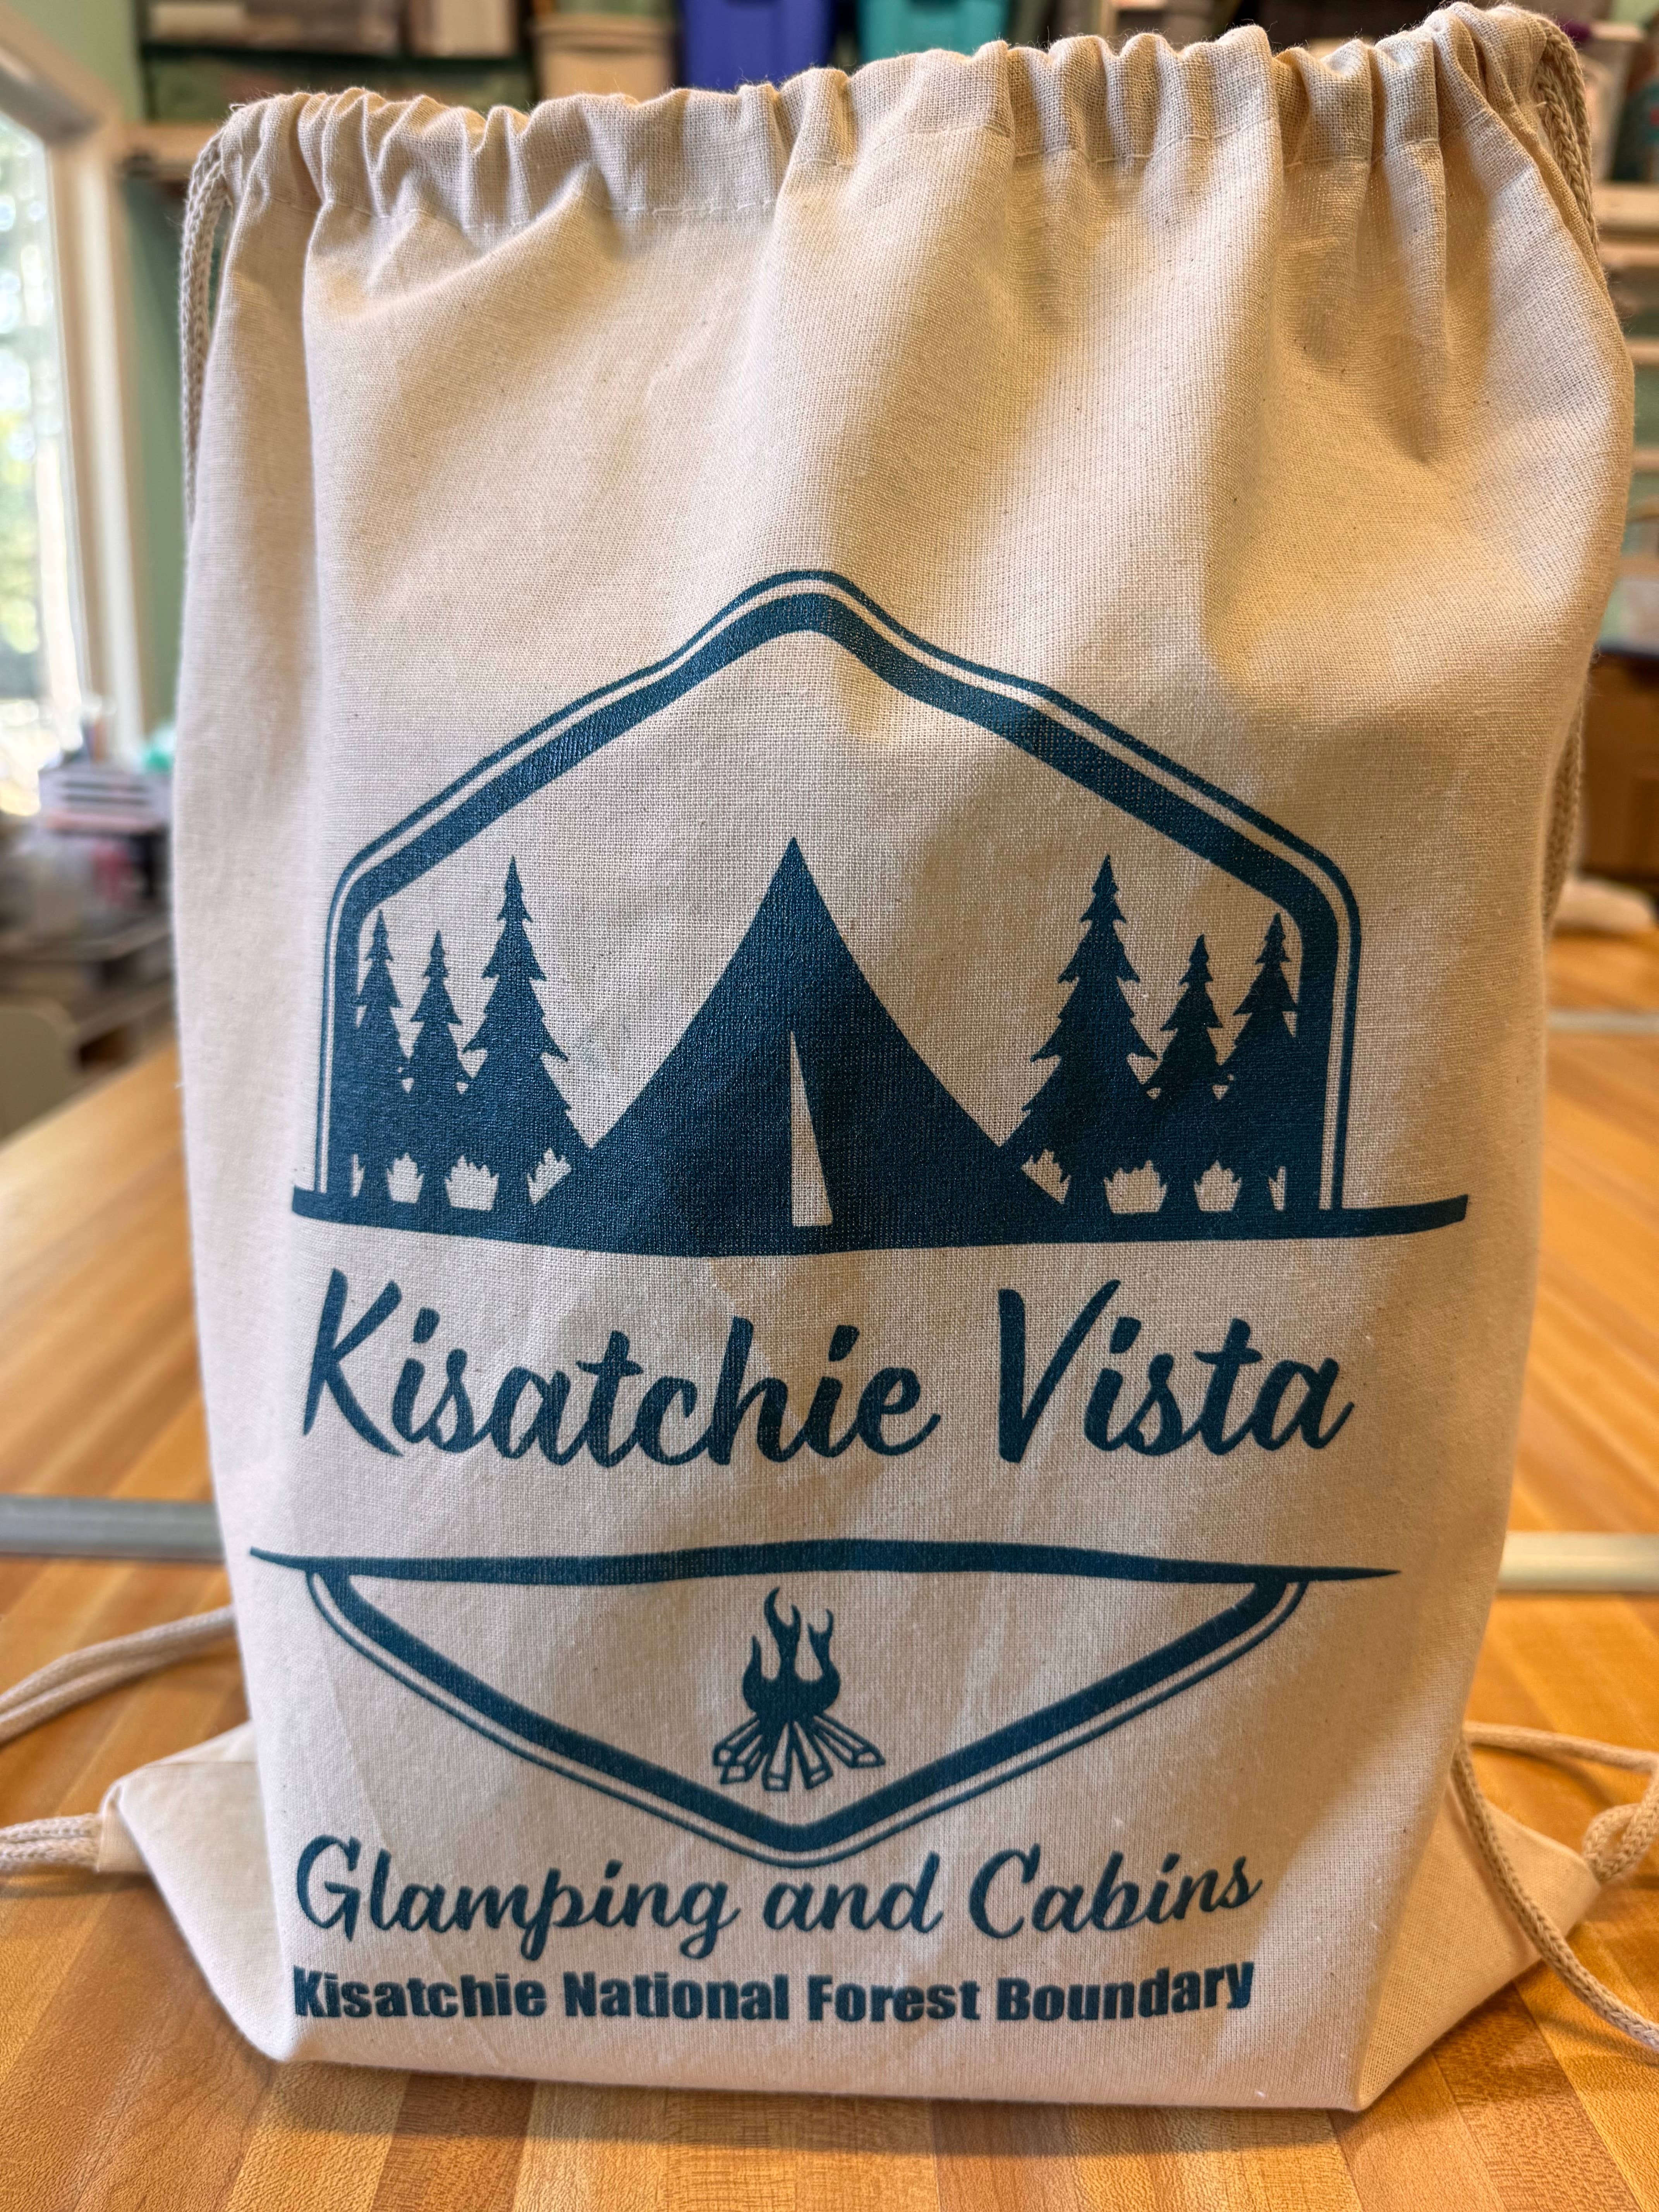 Kisatchie Vista
Glamping and Cabins
Kisatchie National Forest Boundary